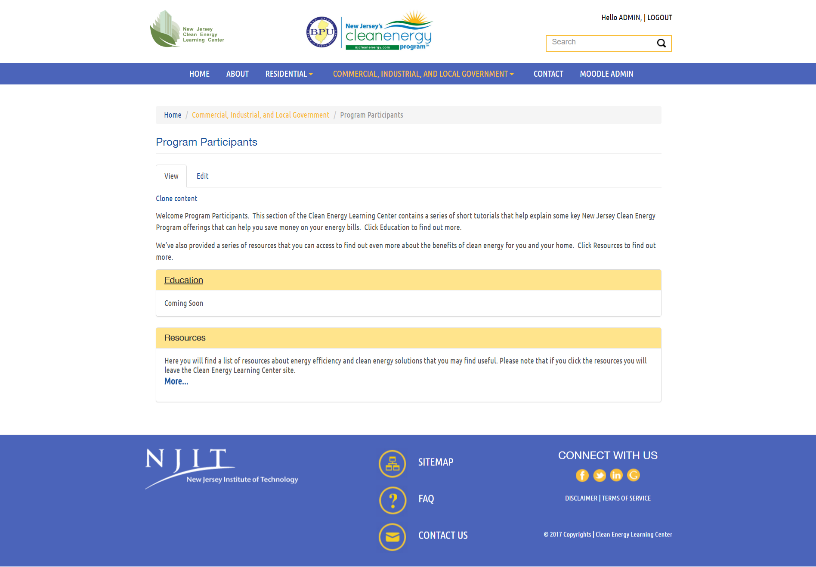 New Jersey
Clean Energy
Learning Center
BPU
New Jersey's
cleanenergy
njcleanenergy.com
program
Hello ADMIN, | LOGOUT
Search
HOME ABOUT RESIDENTIAL COMMERCIAL, INDUSTRIAL, AND LOCAL GOVERNMENT CONTACT MOODLE ADMIN
Home / Commercial, Industrial, and Local Government / Program Participants
Program Participants
View Edit
Clone content
Welcome Program Participants. This section of the Clean Energy Learning Center contains a series of short tutorials that help explain some key New Jersey Clean Energy
Program offerings that can help you save money on your energy bills. Click Education to find out more.
We've also provided a series of resources that you can access to find out even more about the benefits of clean energy for you and your home. Click Resources to find out
more.
Education
Coming Soon
Resources
Here you will find a list of resources about energy efficiency and clean energy solutions that you may find useful. Please note that if you click the resources you will
leave the Clean Energy Learning Center site.
More...
NJIT
New Jersey Institute of Technology
SITEMAP
FAQ
CONTACT US
CONNECT WITH US
DISCLAIMER | TERMS OF SERVICE
© 2017 Copyrights | Clean Energy Learning Center